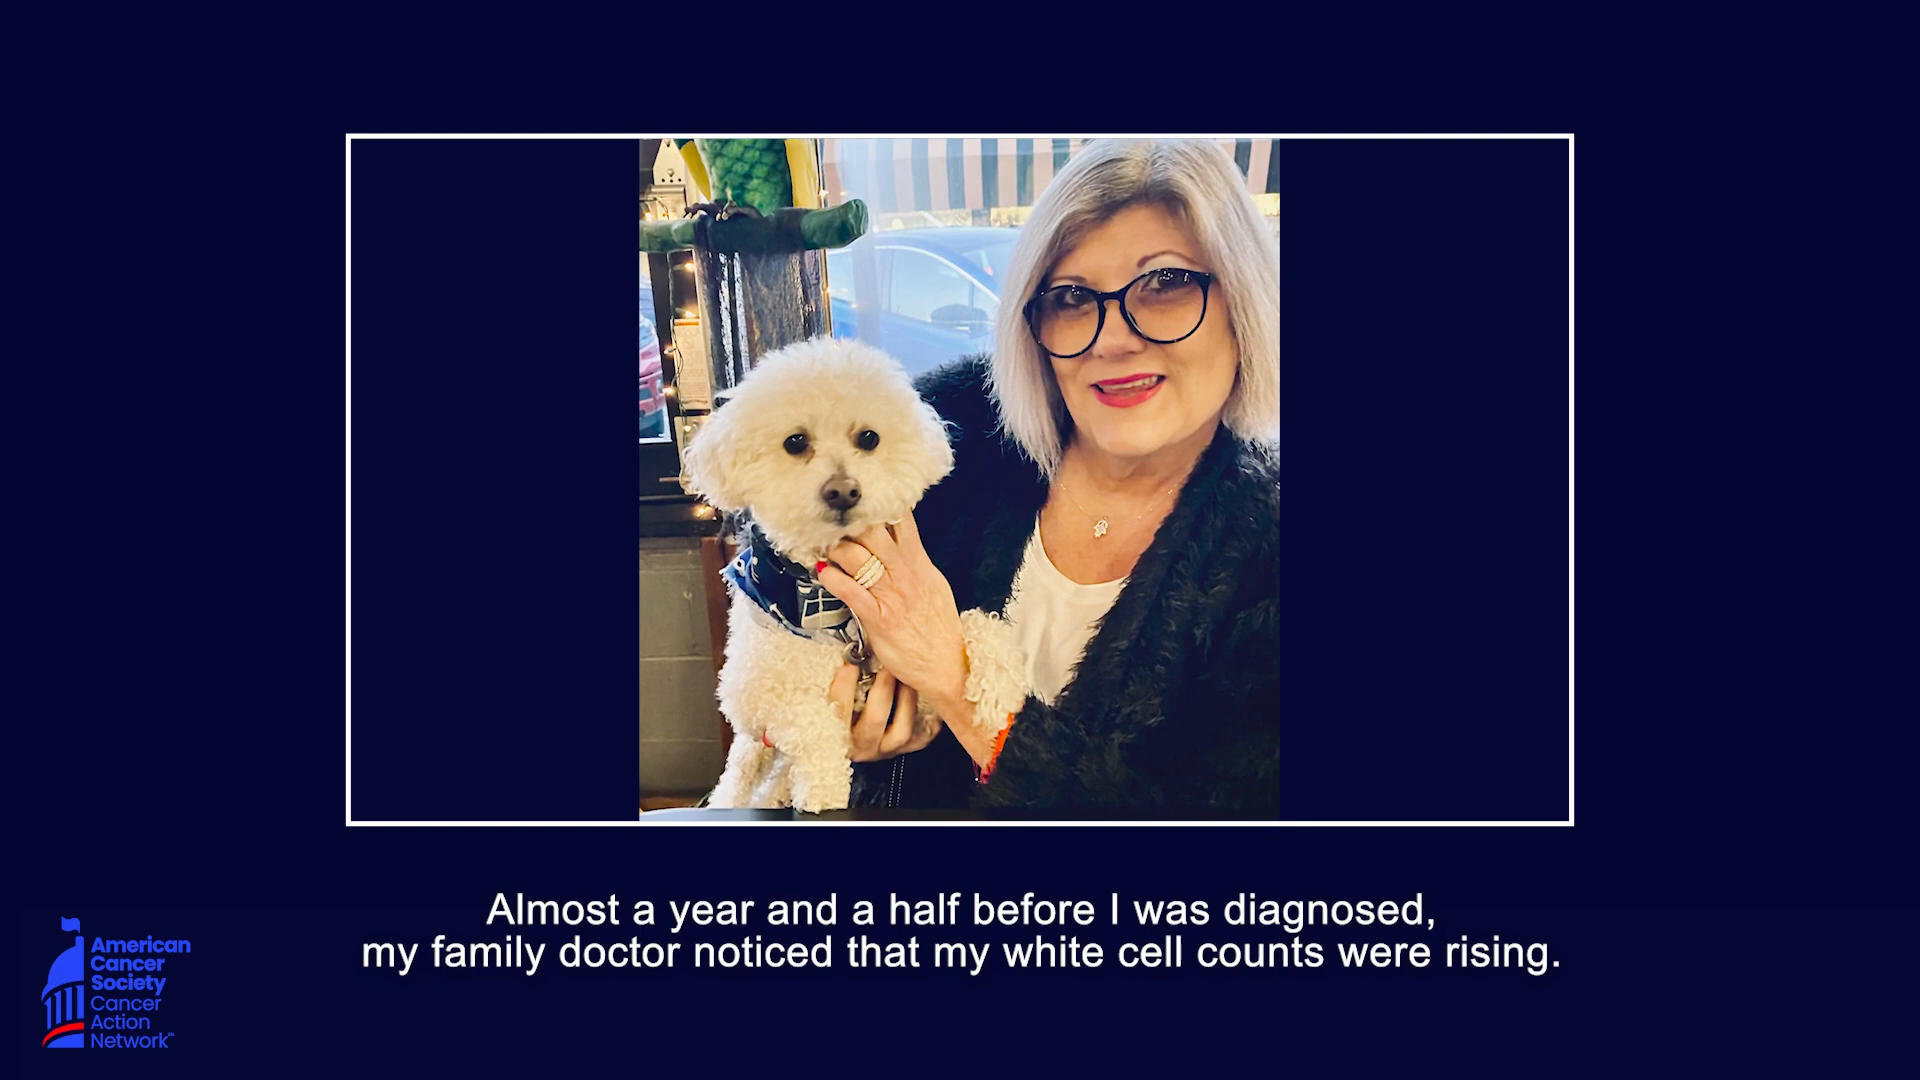 Almost a year and a half before I was diagnosed,
my family doctor noticed that my white cell counts were rising.
American
Cancer
Society
Cancer
Action
Network™